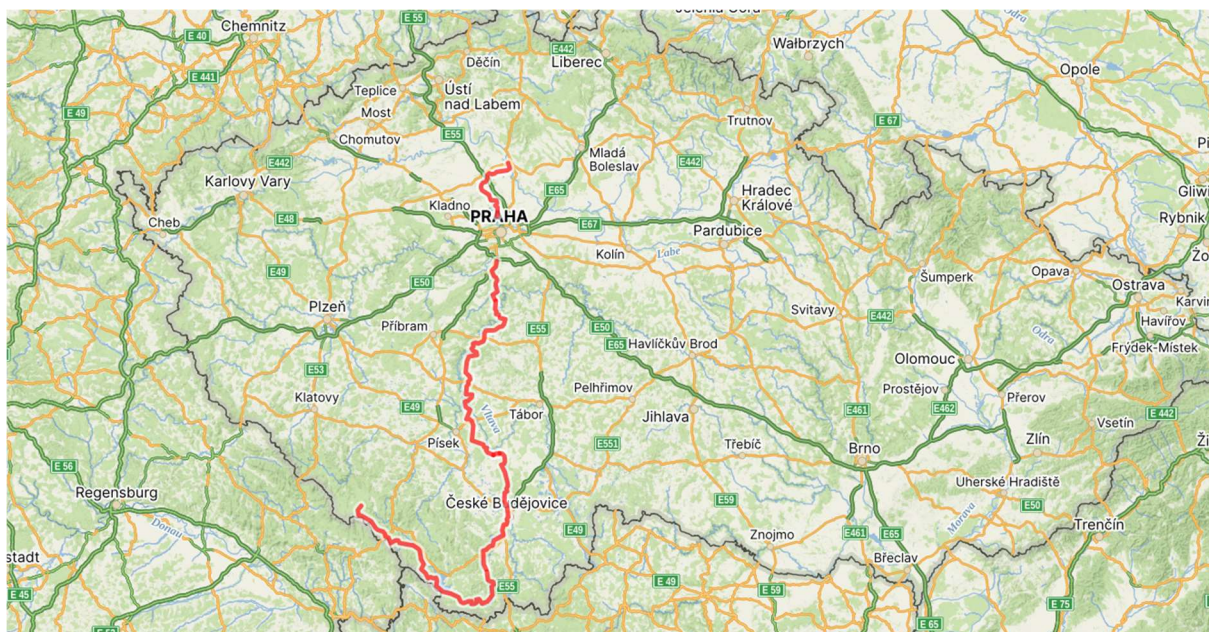 E 55
Jelenia Góra
Odra
E 40
Chemnitz
E442
Wałbrzych
Děčín
Liberec
Opole
E 441
Teplice
Ústí
nad Labem
Most
E 49
E55
Trutnov
E 67
Chomutov
E442
Mladá
Boleslav
E442
Karlovy Vary
E65
Hradec
Králové
Gliwi
Kladno
PRAHA
Cheb
E48
E67
Pardubice
Rybnik
Kolín
Labe
E49
E50
Šumperk
Opava
Ostrava
Karvin
Plzeň
Svitavy
E442
Havířov
Příbram
E55
E50
E65
Havlíčkův Brod
Odra
Frýdek-Místek
Olomouc
E53
Pelhřimov
Prostějov
Klatovy
E49
Vltava
Tábor
Jihlava
E461
E462
Přerov
E 442
Vsetín
Písek
E551
Třebíč
Brno
Zlín
E 56
Uherské Hradiště
Regensburg
České Budějovice
E59
E50
Donau
E49
Znojmo
E461
E65
Morava
Trenčín
stadt
Břeclav
E 45
E55
E 49
E 59
E 75
E 65